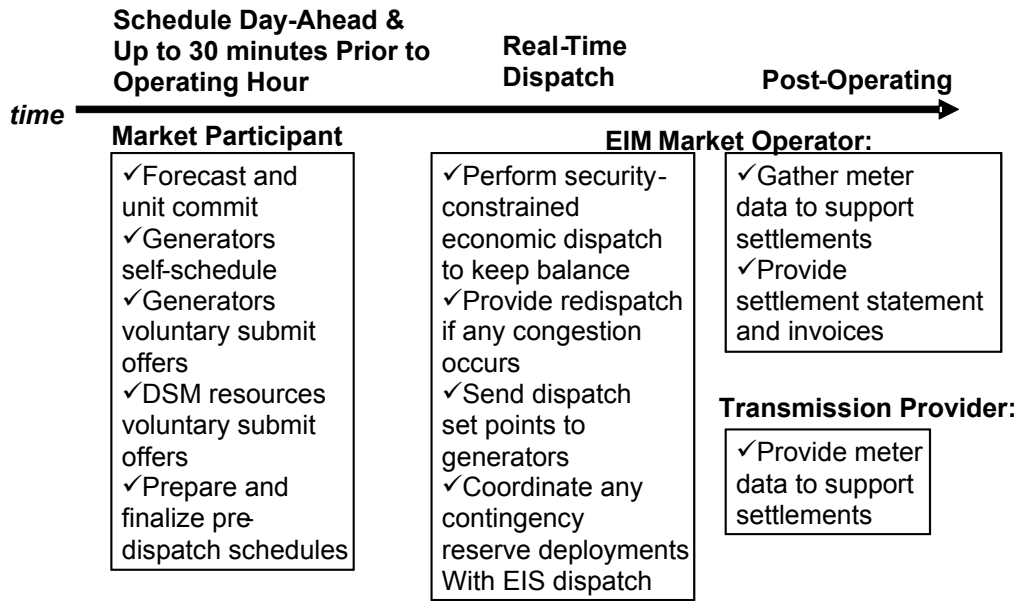 Schedule Day-Ahead &
Up to 30 minutes Prior to
Operating Hour
Real-Time
Dispatch
Post-Operating
time
Market Participant
✓Forecast and
unit commit
✓Generators
self-schedule
✓Generators
voluntary submit
offers
✓DSM resources
voluntary submit
offers
✓Prepare and
finalize pre-
dispatch schedules
EIM Market Operator:
✓Perform security-
constrained
economic dispatch
to keep balance
✓Provide redispatch
if any congestion
occurs
✓Send dispatch
set points to
generators
✓Coordinate any
contingency
reserve deployments
With EIS dispatch
✓Gather meter
data to support
settlements
✓Provide
settlement statement
and invoices
Transmission Provider:
✓Provide meter
data to support
settlements